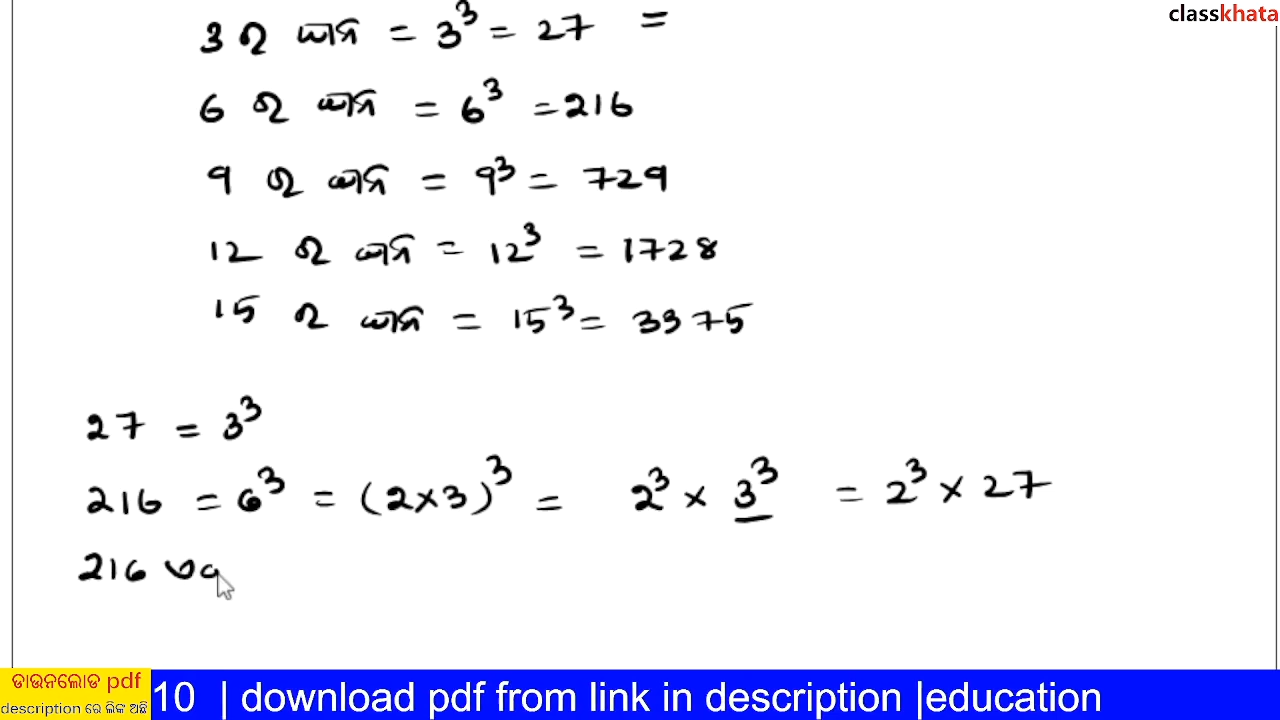 classkhata
3 ର ଘନ = 3³ = 27 =
6 ର ଘନ = 6³ = 216
9 ର ଘନ = 9³ = 729
12 ର ଘନ = 12³ = 1728
15 ର ଘନ = 15³ = 3375
27 = 3³
216 = 6³ = (2×3)³ = 2³ × 3³ = 2³ × 27
216
ଡାଉନଲୋଡ pdf
description ରେ ଲିଙ୍କ ଅଛି
10 | download pdf from link in description |education